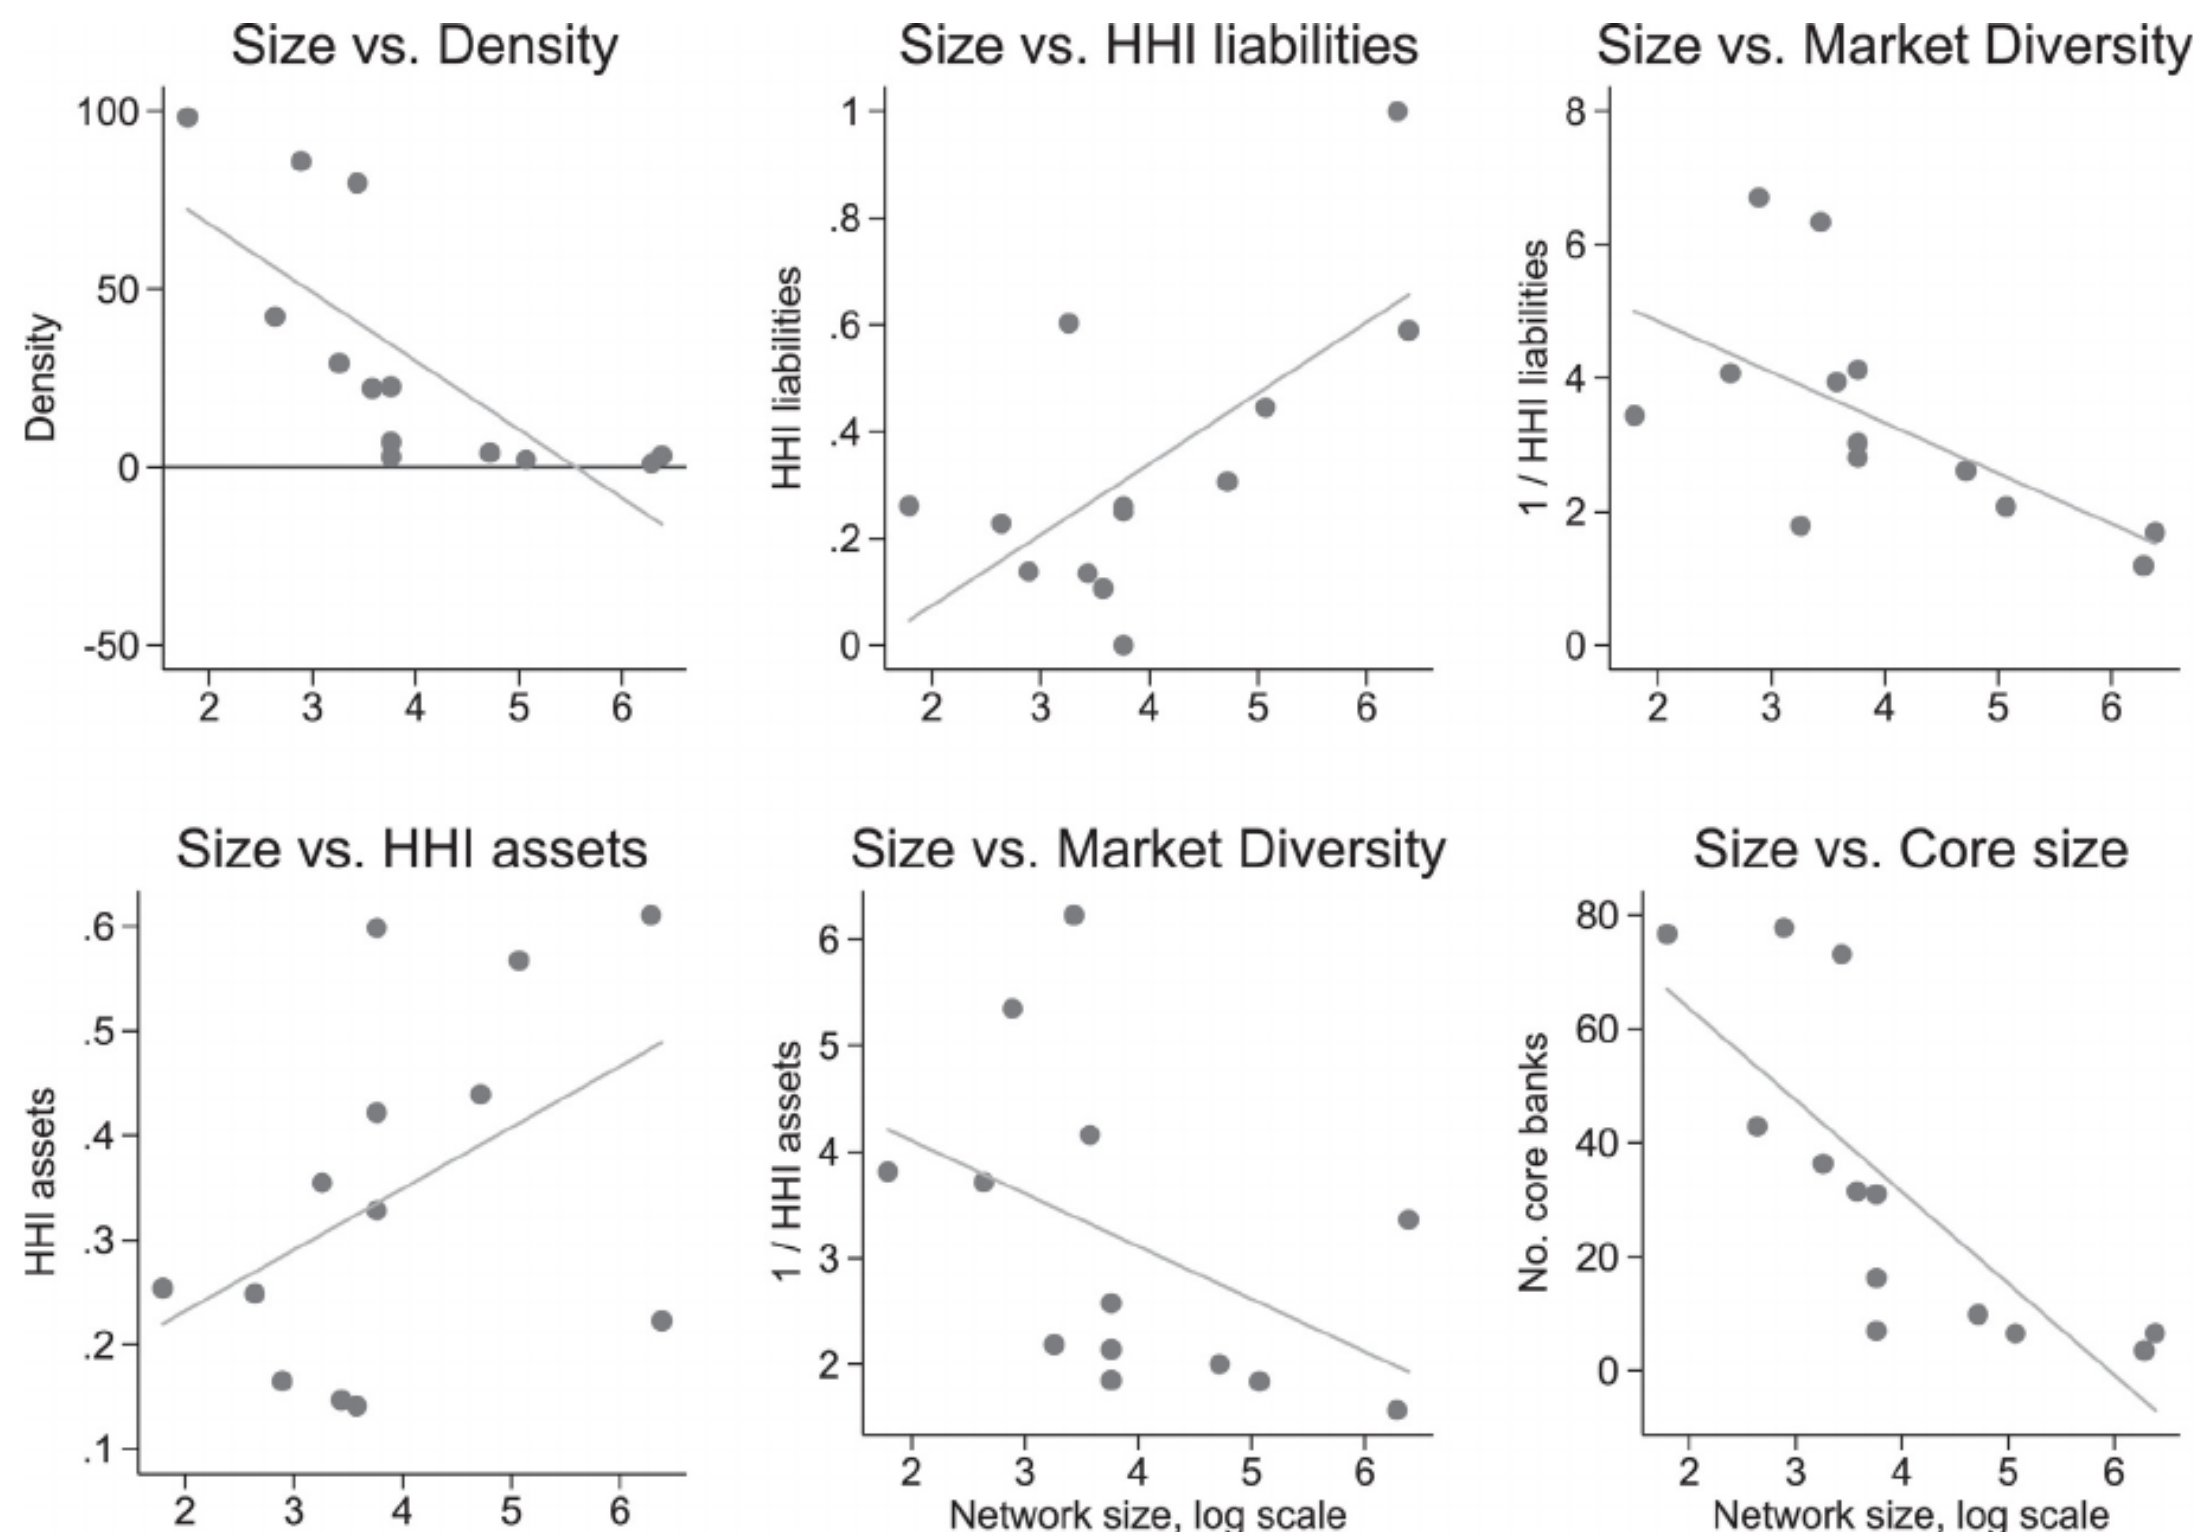 Size vs. Density
Density
100
50
0
-50
2 3 4 5 6
Size vs. HHI liabilities
HHI liabilities
1
.8
.6
.4
.2
0
2 3 4 5 6
Size vs. Market Diversity
1 / HHI liabilities
8
6
4
2
0
2 3 4 5 6
Size vs. HHI assets
HHI assets
.6
.5
.4
.3
.2
.1
2 3 4 5 6
Size vs. Market Diversity
1 / HHI assets
6
5
4
3
2
2 3 4 5 6
Network size, log scale
Size vs. Core size
No. core banks
80
60
40
20
0
2 3 4 5 6
Network size, log scale